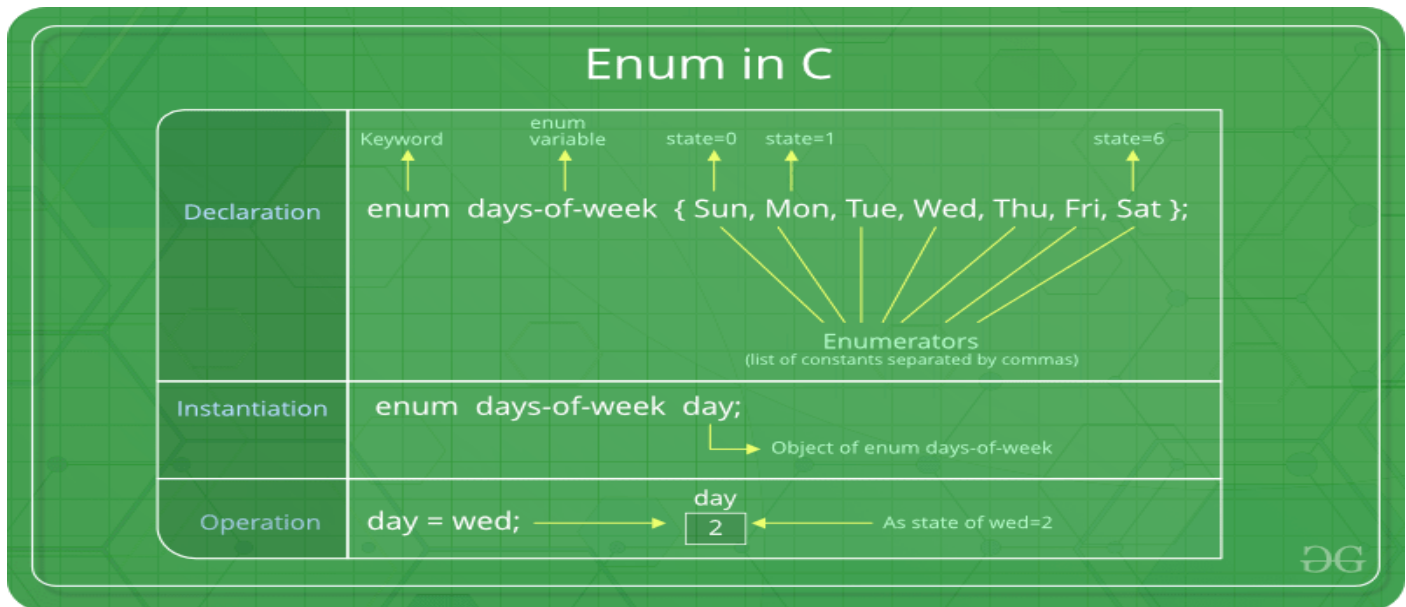 Enum in C
Keyword
enum
variable
state=0
state=1
state=6
Declaration
enum days-of-week { Sun, Mon, Tue, Wed, Thu, Fri, Sat };
Enumerators
(list of constants separated by commas)
Instantiation
enum days-of-week day;
Object of enum days-of-week
Operation
day = wed;
day
2
As state of wed=2